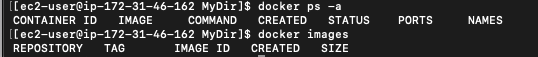 [[ec2-user@ip-172-31-46-162 MyDir]$ docker ps -a
CONTAINER ID   IMAGE     COMMAND   CREATED   STATUS    PORTS     NAMES
[[ec2-user@ip-172-31-46-162 MyDir]$ docker images
REPOSITORY   TAG       IMAGE ID   CREATED   SIZE